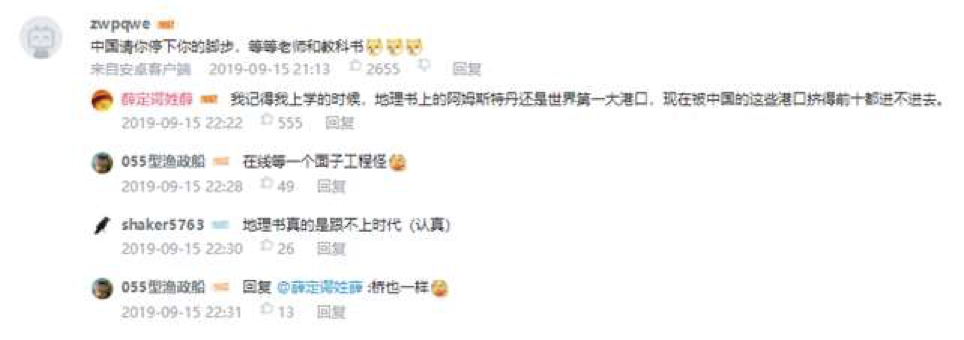 zwpqwe
中国请你停下你的脚步，等等老师和教科书
来自安卓客户端 2019-09-15 21:13 2655 回复
薛定谔姓薛 我记得我上学的时候，地理书上的阿姆斯特丹还是世界第一大港口，现在被中国的这些港口挤得前十都进不进去。
2019-09-15 22:22 555 回复
055型渔政船 在线等一个面子工程怪
2019-09-15 22:28 49 回复
shaker5763 地理书真的是跟不上时代（认真）
2019-09-15 22:30 26 回复
055型渔政船 回复 @薛定谔姓薛 :桥也一样
2019-09-15 22:31 13 回复